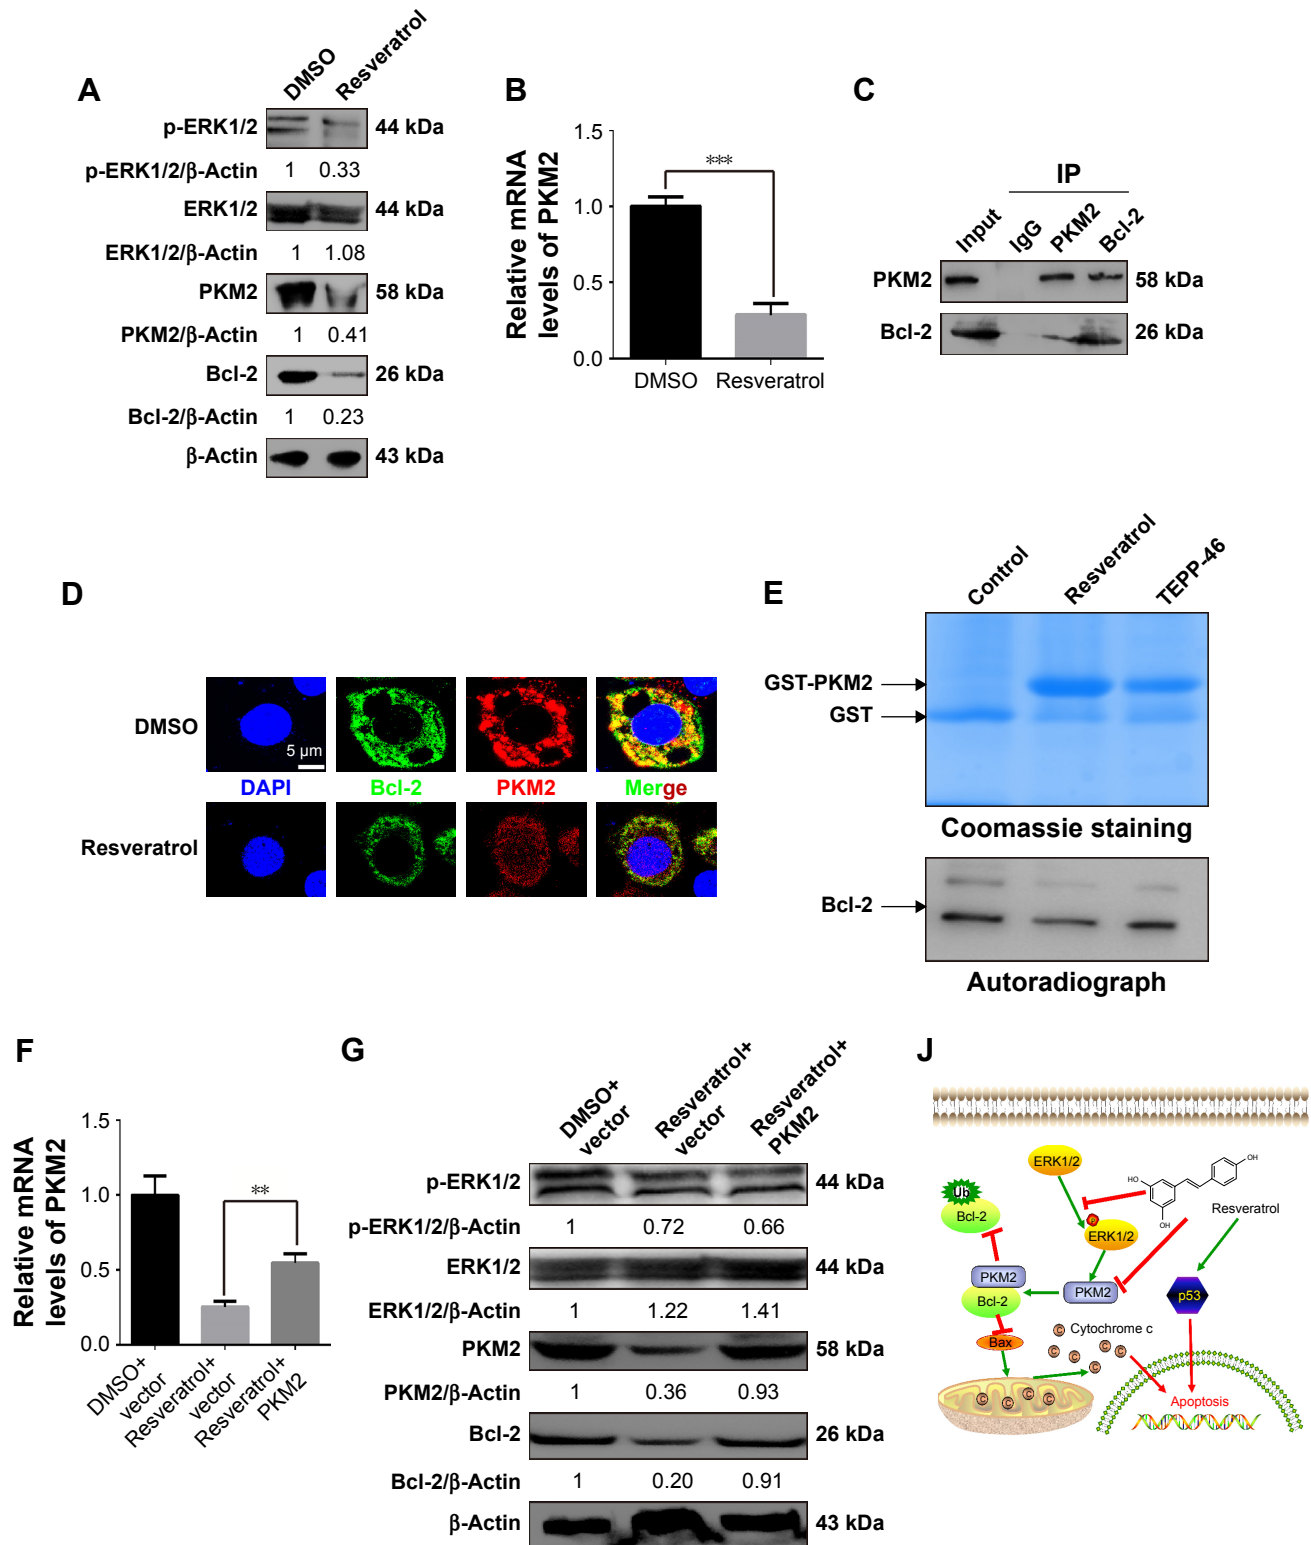 A
DMSO
Resveratrol
p-ERK1/2
44 kDa
p-ERK1/2/β-Actin 1 0.33
ERK1/2
44 kDa
ERK1/2/β-Actin 1 1.08
PKM2
58 kDa
PKM2/β-Actin 1 0.41
Bcl-2
26 kDa
Bcl-2/β-Actin 1 0.23
β-Actin
43 kDa
B
Relative mRNA
levels of PKM2
1.5
1.0
0.5
0.0
***
DMSO
Resveratrol
C
IP
Input
IgG
PKM2
Bcl-2
PKM2
58 kDa
Bcl-2
26 kDa
D
DMSO
5 µm
DAPI
Bcl-2
PKM2
Merge
Resveratrol
E
Control
Resveratrol
TEPP-46
GST-PKM2
GST
Coomassie staining
Bcl-2
Autoradiograph
F
Relative mRNA
levels of PKM2
1.5
1.0
0.5
0.0
**
DMSO+
vector
Resveratrol+
vector
Resveratrol+
PKM2
G
DMSO+
vector
Resveratrol+
vector
Resveratrol+
PKM2
p-ERK1/2
44 kDa
p-ERK1/2/β-Actin 1 0.72 0.66
ERK1/2
44 kDa
ERK1/2/β-Actin 1 1.22 1.41
PKM2
58 kDa
PKM2/β-Actin 1 0.36 0.93
Bcl-2
26 kDa
Bcl-2/β-Actin 1 0.20 0.91
β-Actin
43 kDa
J
ERK1/2
OH
HO
OH
Resveratrol
Ub
Bcl-2
ERK1/2
PKM2
Bcl-2
PKM2
p53
Bax
Cytochrome c
C
C
C
C
C
C
C
C
C
C
Apoptosis